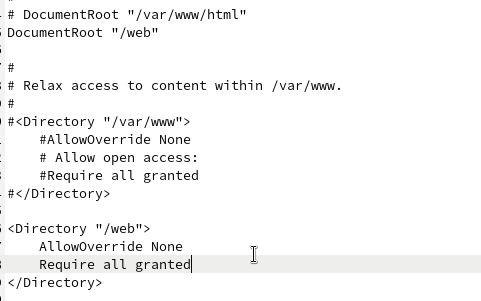 # DocumentRoot "/var/www/html"
DocumentRoot "/web"
#
# Relax access to content within /var/www.
#
#<Directory "/var/www">
    #AllowOverride None
    # Allow open access:
    #Require all granted
#</Directory>
<Directory "/web">
    AllowOverride None
    Require all granted
</Directory>